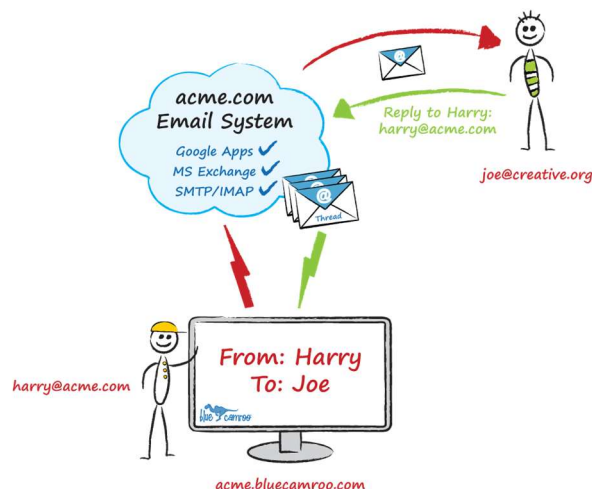 acme.com
Email System
Google Apps
MS Exchange
SMTP/IMAP
@
Thread
@
Reply to Harry:
harry@acme.com
joe@creative.org
From: Harry
To: Joe
blue camroo
harry@acme.com
acme.bluecamroo.com